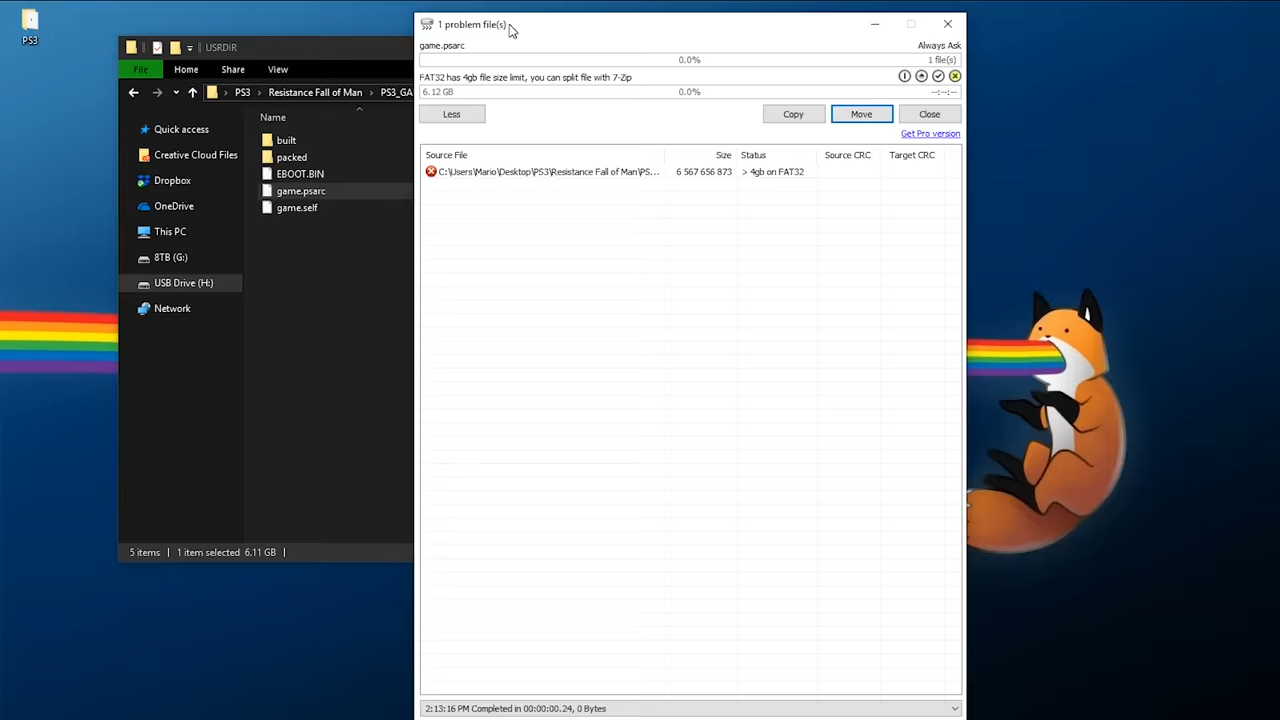 PS3
USRDIR
File Home Share View
PS3 Resistance Fall of Man PS3_GA
Name
Quick access
Creative Cloud Files
Dropbox
OneDrive
This PC
8TB (G:)
USB Drive (H:)
Network
built
packed
EBOOT.BIN
game.psarc
game.self
5 items 1 item selected 6.11 GB
1 problem file(s)
game.psarc Always Ask
0.0% 1 file(s)
FAT32 has 4gb file size limit, you can split file with 7-Zip
6.12 GB 0.0% --:--:--
Less Copy Move Close
Get Pro version
Source File Size Status Source CRC Target CRC
C:\Users\Mario\Desktop\PS3\Resistance Fall of Man\PS... 6 567 656 873 > 4gb on FAT32
2:13:16 PM Completed in 00:00:00.24, 0 Bytes